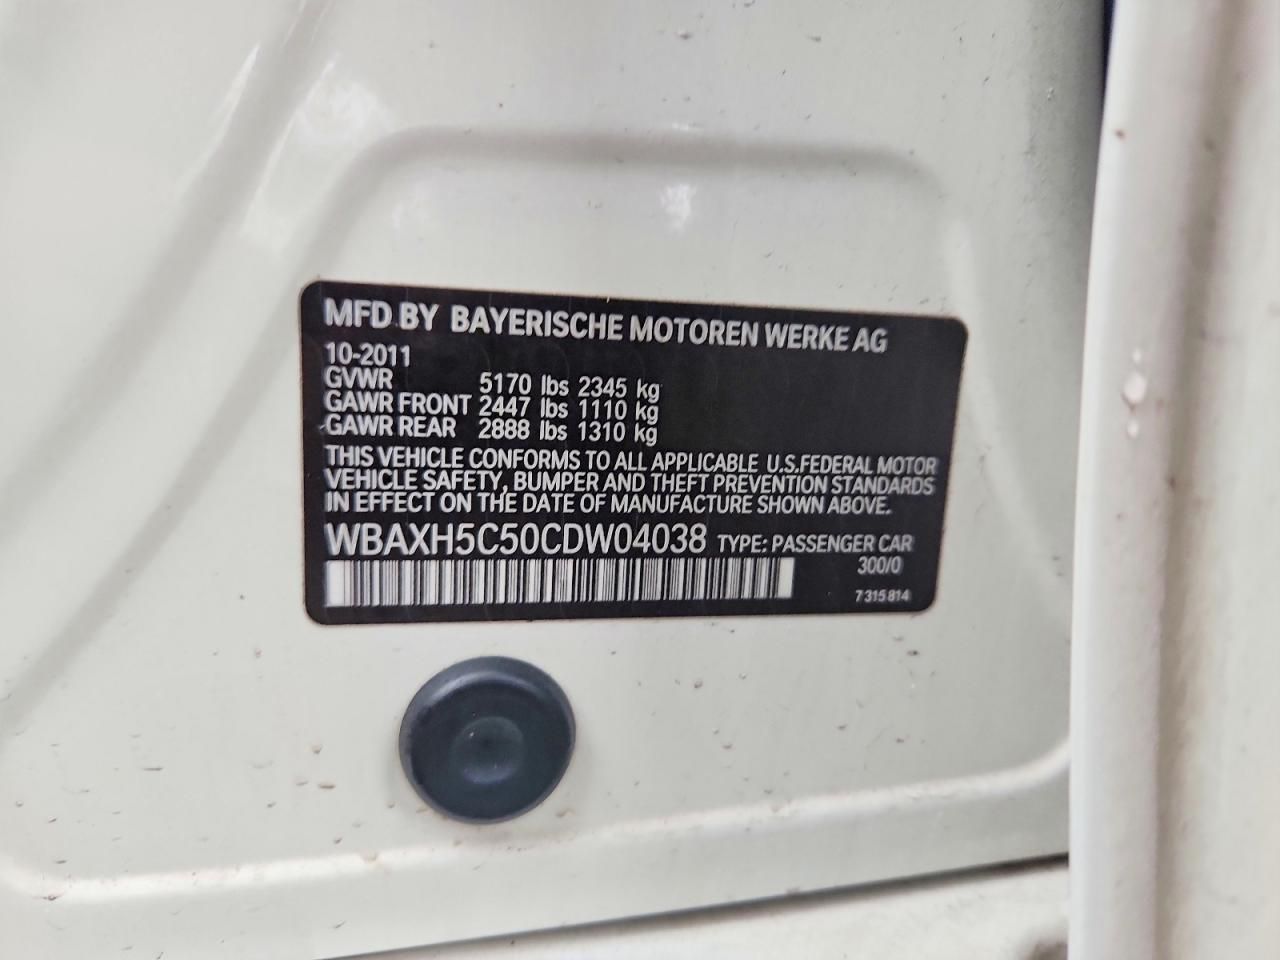 MFD BY BAYERISCHE MOTOREN WERKE AG
10-2011
GVWR 5170 lbs 2345 kg
GAWR FRONT 2447 lbs 1110 kg
GAWR REAR 2888 lbs 1310 kg
THIS VEHICLE CONFORMS TO ALL APPLICABLE U.S.FEDERAL MOTOR
VEHICLE SAFETY, BUMPER AND THEFT PREVENTION STANDARDS
IN EFFECT ON THE DATE OF MANUFACTURE SHOWN ABOVE.
WBAXH5C50CDW04038 TYPE: PASSENGER CAR
300/0
7 315 814